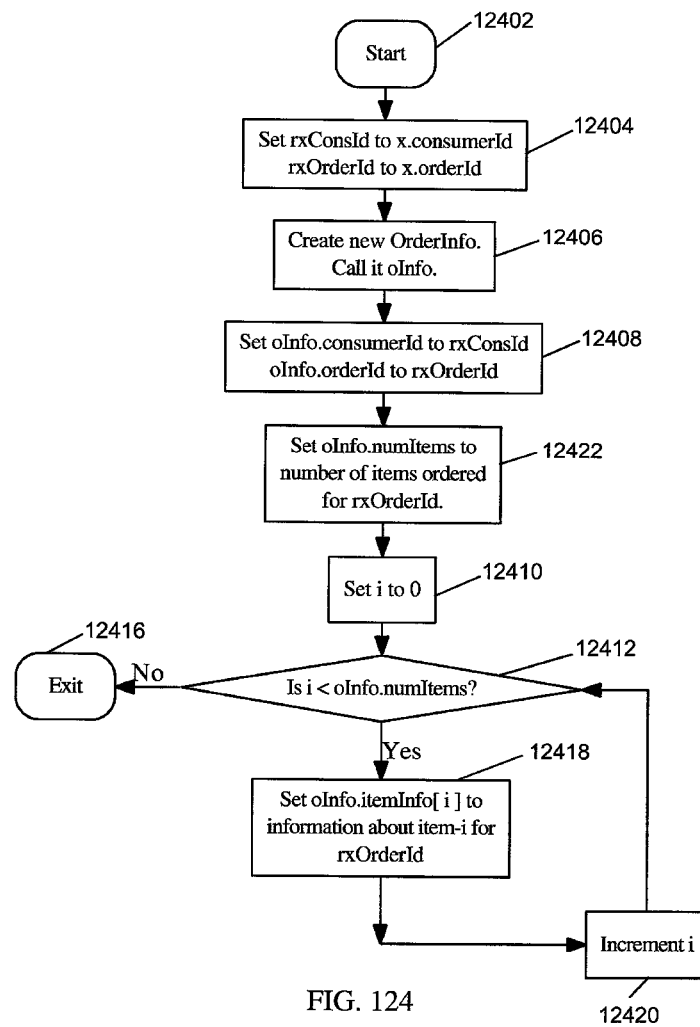 12402
Start
12404
Set rxConsId to x.consumerId
rxOrderId to x.orderId
12406
Create new OrderInfo.
Call it oInfo.
12408
Set oInfo.consumerId to rxConsId
oInfo.orderId to rxOrderId
12422
Set oInfo.numItems to
number of items ordered
for rxOrderId.
12410
Set i to 0
12416
12412
Exit
No
Is i < oInfo.numItems?
Yes
12418
Set oInfo.itemInfo[ i ] to
information about item-i for
rxOrderId
Increment i
12420
FIG. 124